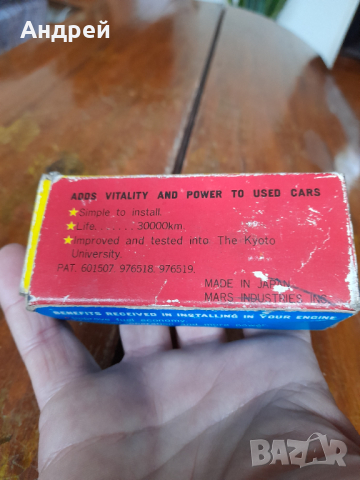 Андрей
ADDS VITALITY AND POWER TO USED CARS
Simple to install.
Life. . . . . . 30000km.
Improved and tested into The Kyoto
University.
PAT. 601507. 976518. 976519.
MADE IN JAPAN
MARS INDUSTRIES INC.
BENEFITS RECEIVED IN INSTALLING IN YOUR ENGINE
BAZAR